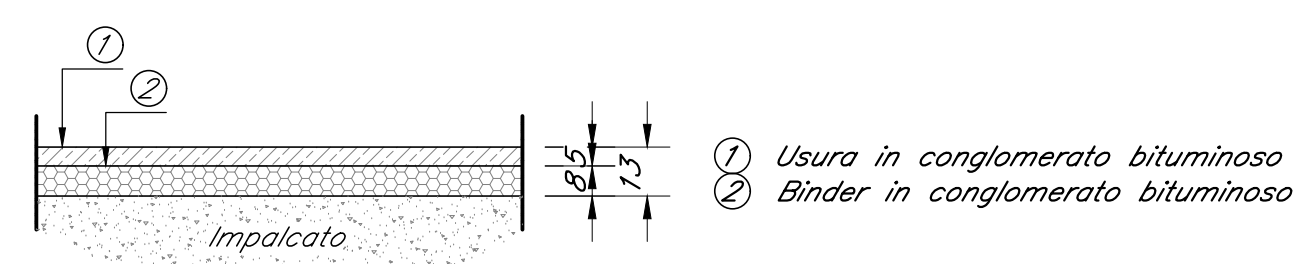 1
2
5
8
13
Impalcato
1 Usura in conglomerato bituminoso
2 Binder in conglomerato bituminoso